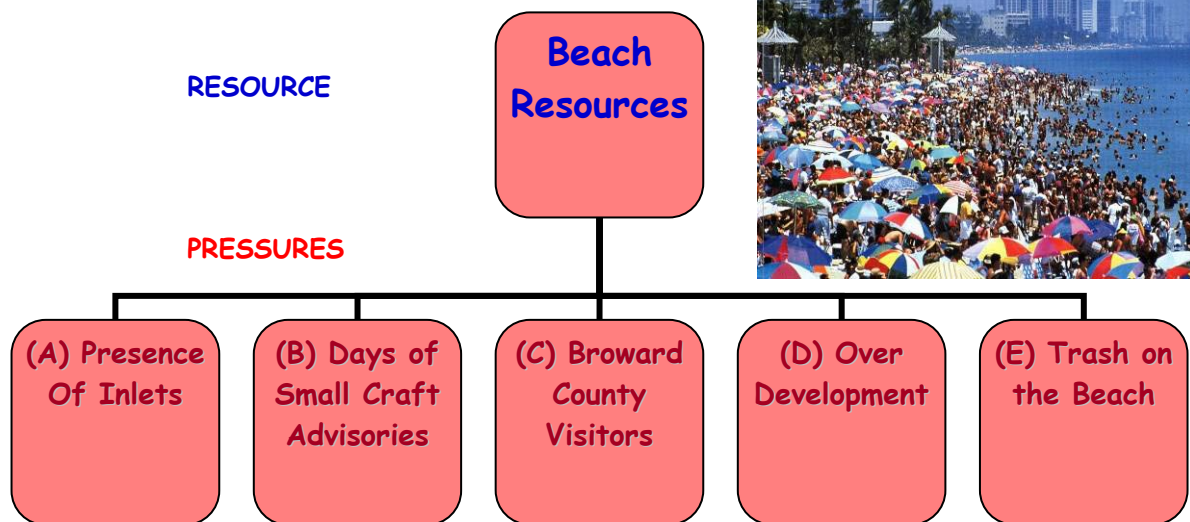 RESOURCE
Beach
Resources
PRESSURES
(A) Presence
Of Inlets
(B) Days of
Small Craft
Advisories
(C) Broward
County
Visitors
(D) Over
Development
(E) Trash on
the Beach